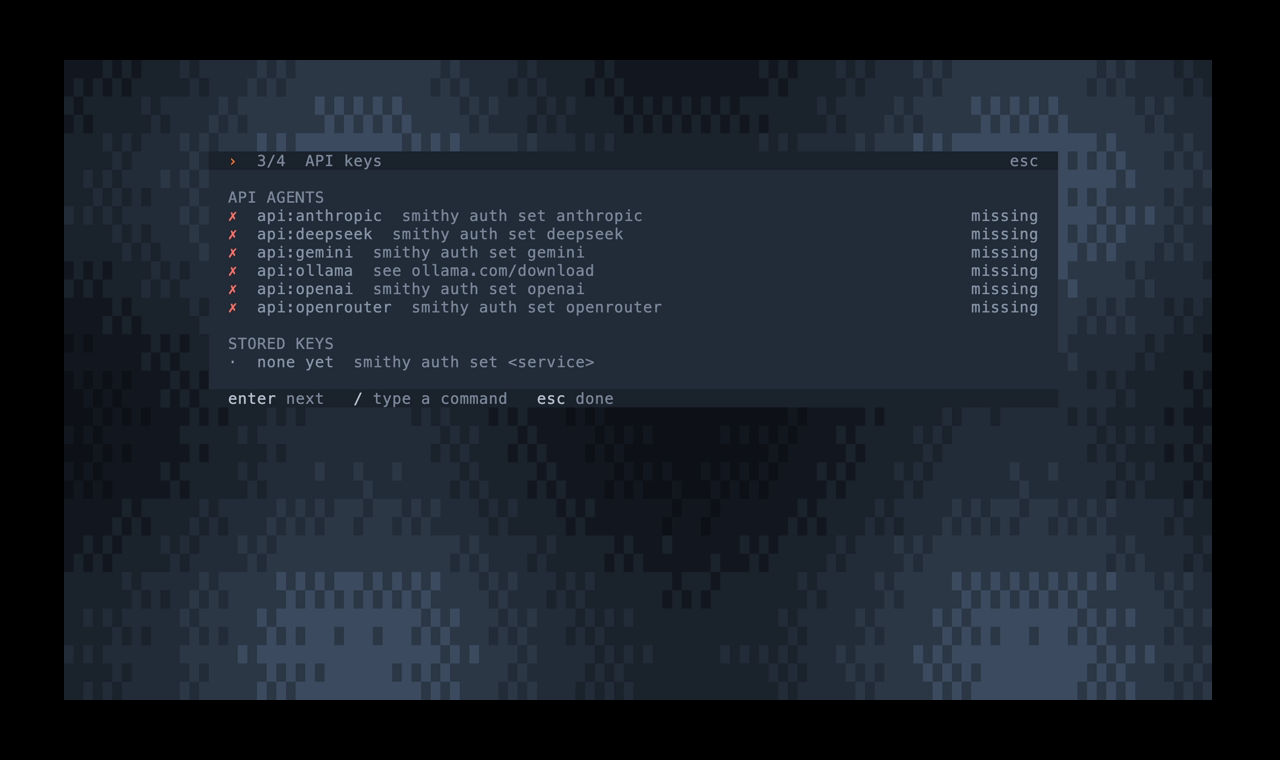 › 3/4 API keys esc
API AGENTS
✗ api:anthropic smithy auth set anthropic missing
✗ api:deepseek smithy auth set deepseek missing
✗ api:gemini smithy auth set gemini missing
✗ api:ollama see ollama.com/download missing
✗ api:openai smithy auth set openai missing
✗ api:openrouter smithy auth set openrouter missing
STORED KEYS
· none yet smithy auth set <service>
enter next / type a command esc done